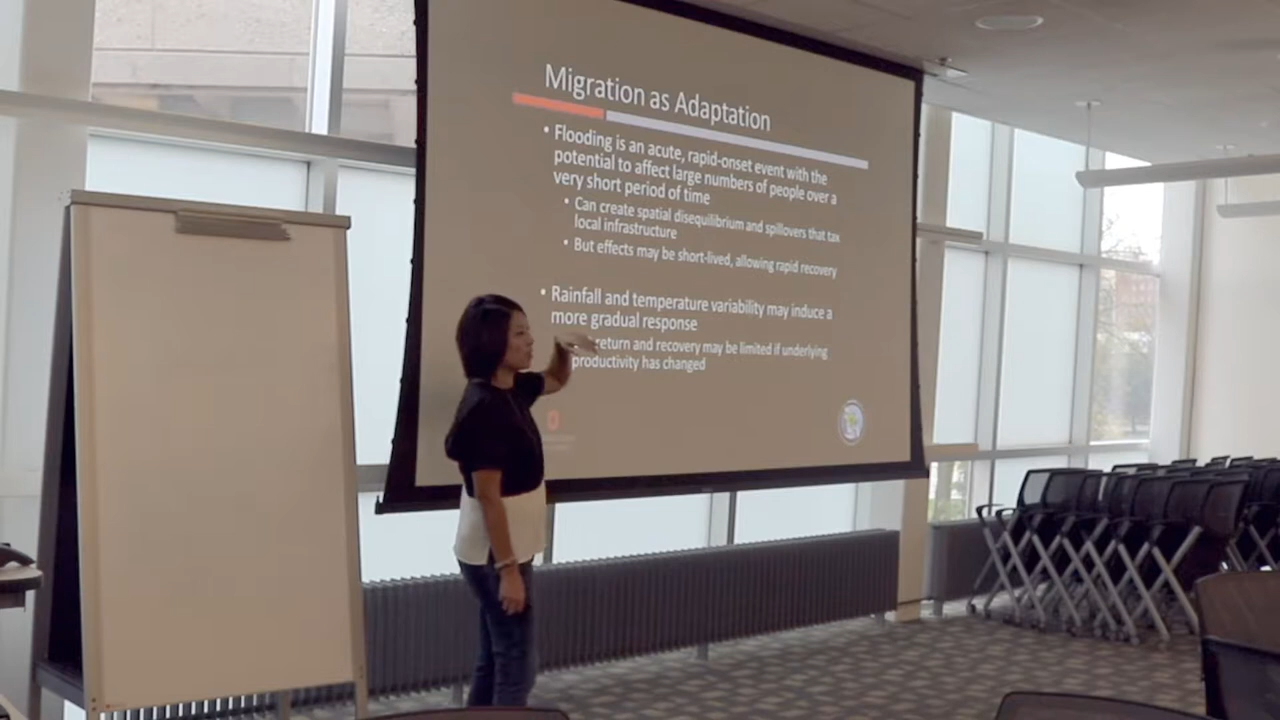 Migration as Adaptation
• Flooding is an acute, rapid-onset event with the
potential to affect large numbers of people over a
very short period of time
• Can create spatial disequilibrium and spillovers that tax
local infrastructure
• But effects may be short-lived, allowing rapid recovery
• Rainfall and temperature variability may induce a
more gradual response
return and recovery may be limited if underlying
productivity has changed